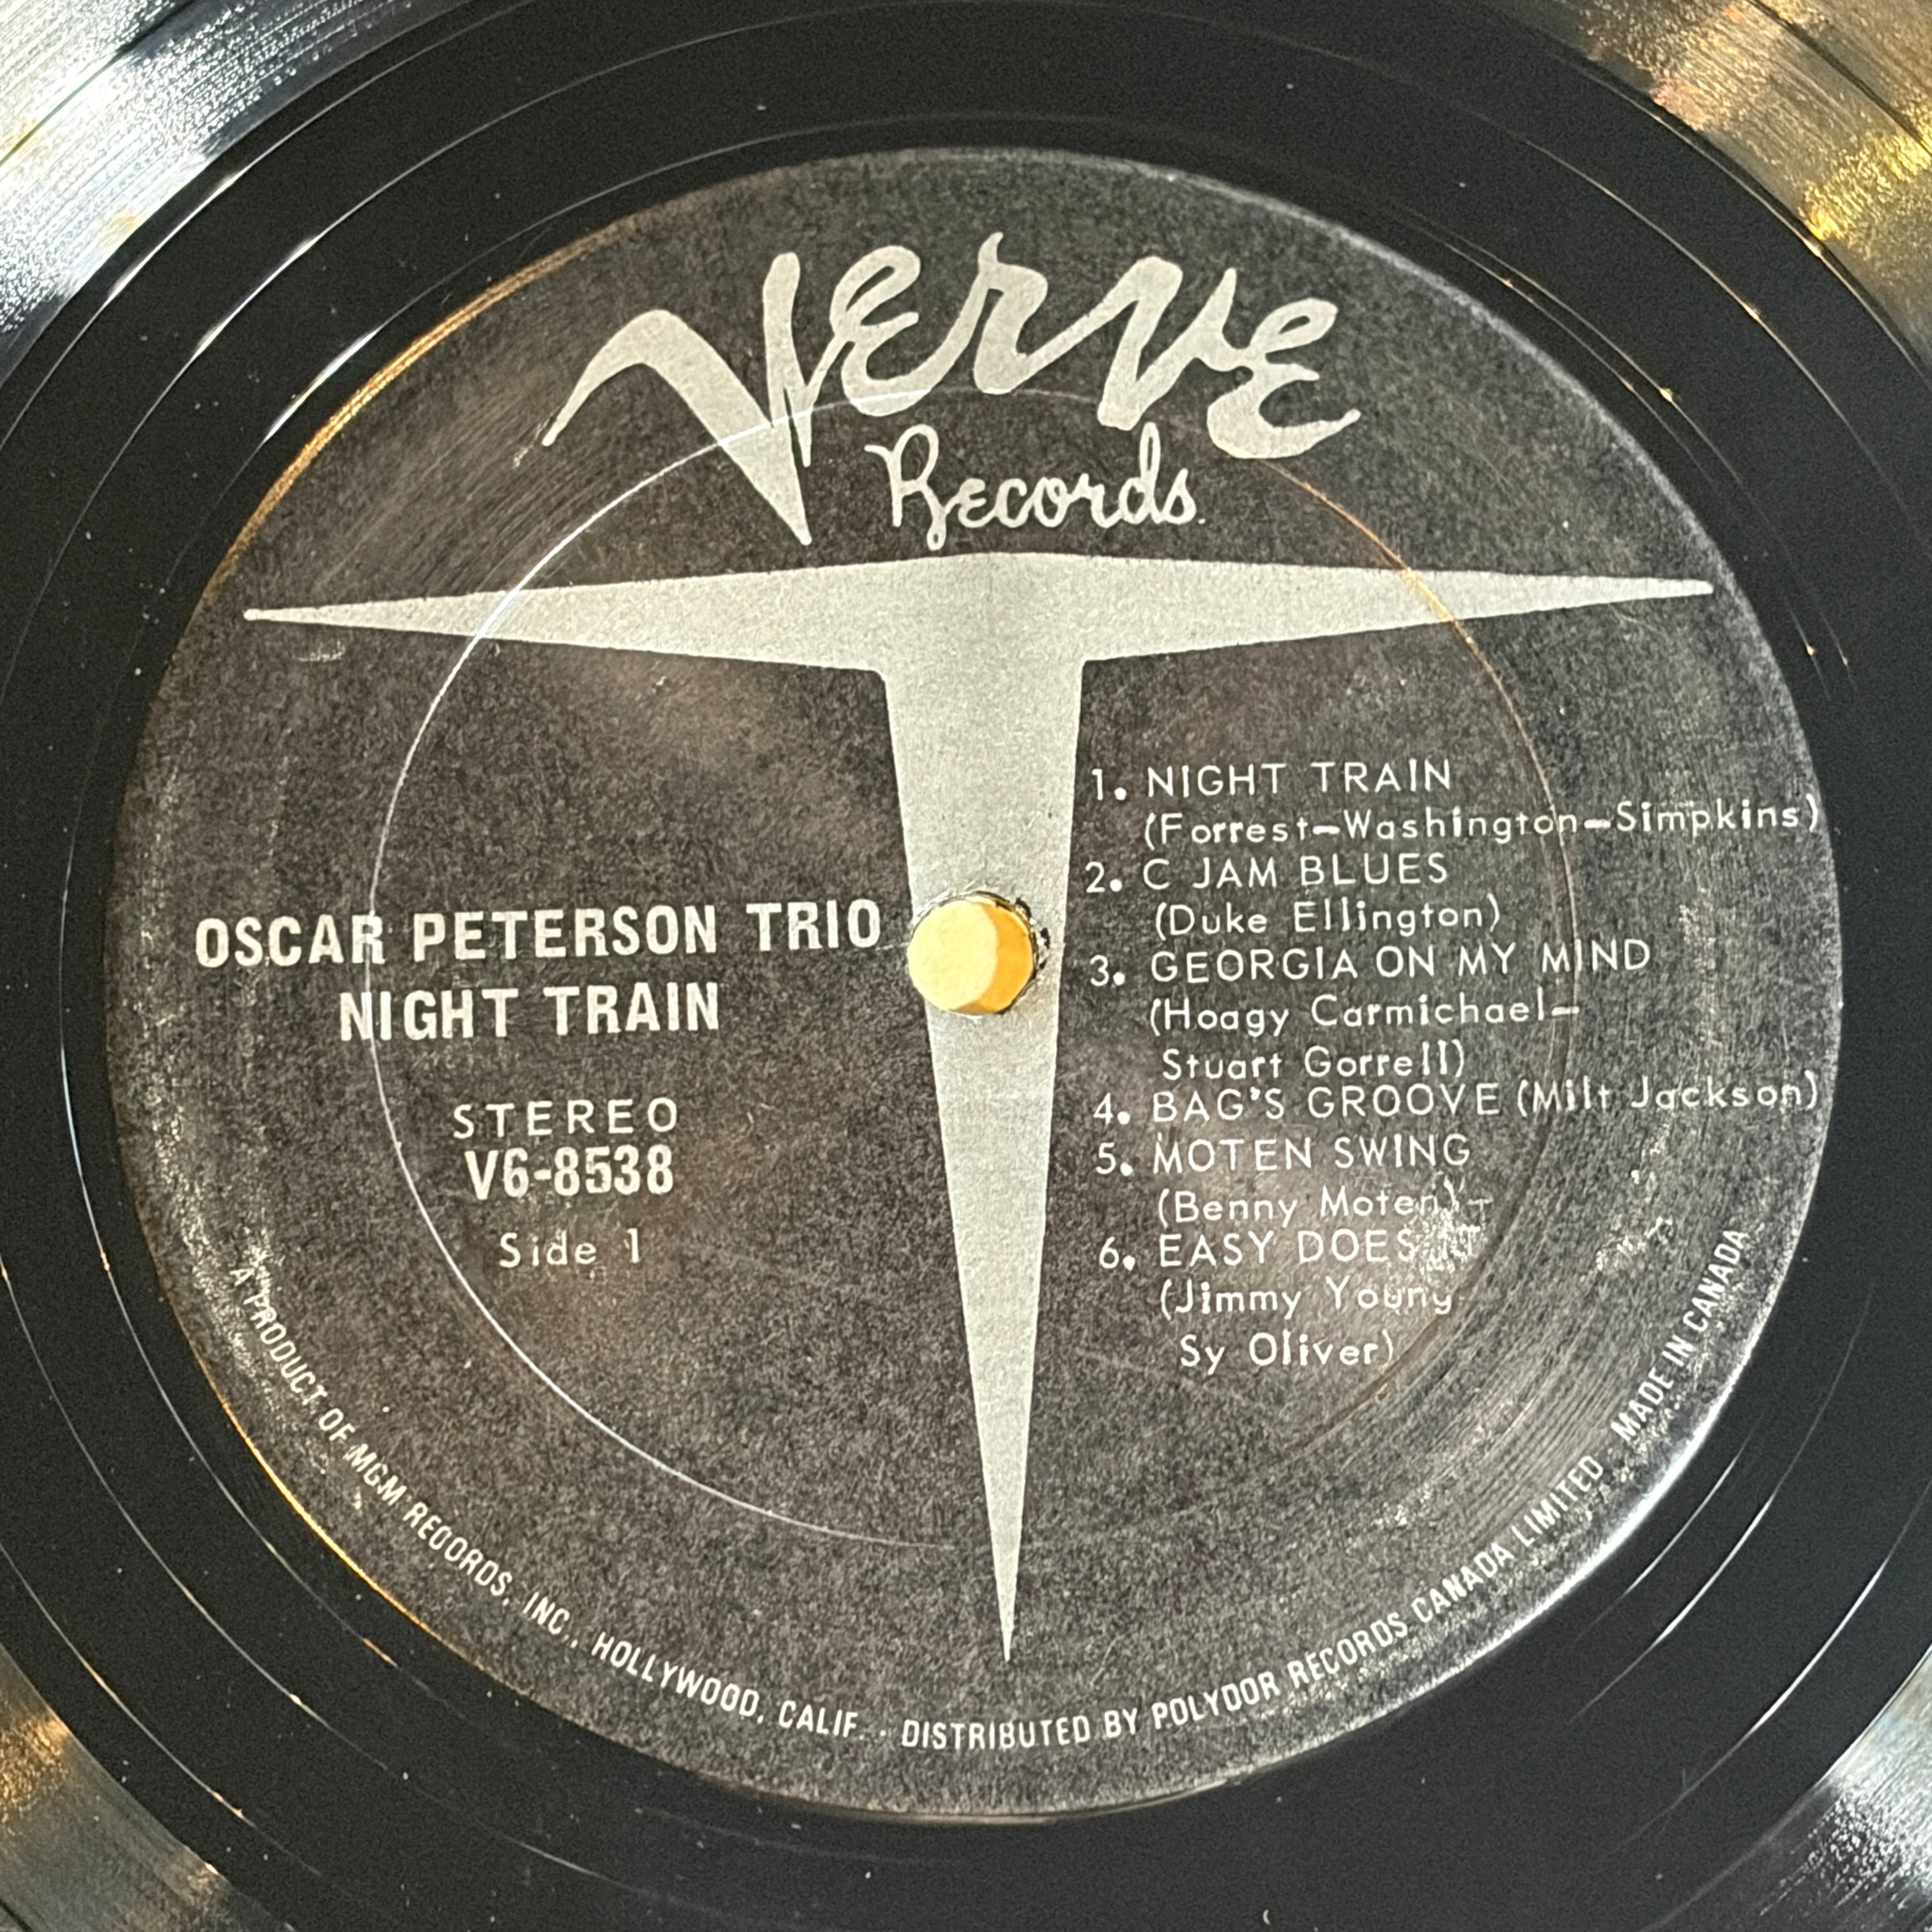 Verve
Records
OSCAR PETERSON TRIO
NIGHT TRAIN
STEREO
V6-8538
Side 1
1. NIGHT TRAIN
(Forrest-Washington-Simpkins)
2. C JAM BLUES
(Duke Ellington)
3. GEORGIA ON MY MIND
(Hoagy Carmichael-
Stuart Gorrell)
4. BAG'S GROOVE (Milt Jackson)
5. MOTEN SWING
(Benny Moten)-
6. EASY DOES IT
(Jimmy Young
Sy Oliver)
A PRODUCT OF MGM RECORDS, INC., HOLLYWOOD, CALIF. · DISTRIBUTED BY POLYDOR RECORDS CANADA LIMITED. MADE IN CANADA